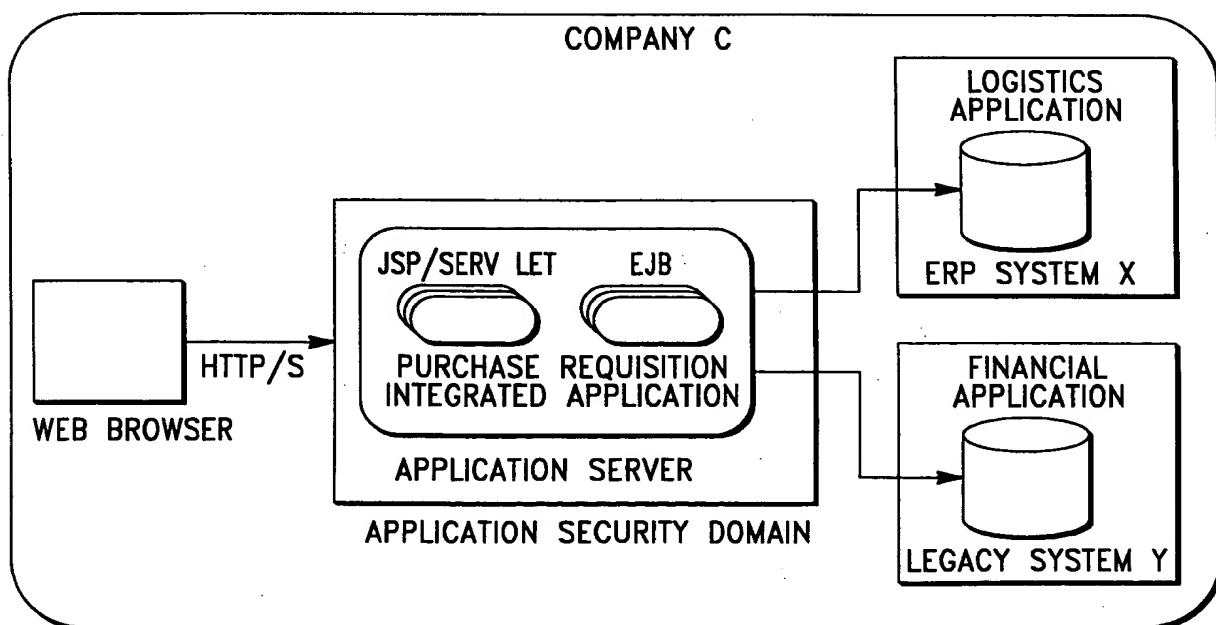 COMPANY C
LOGISTICS
APPLICATION
ERP SYSTEM X
JSP/SERV LET
EJB
PURCHASE REQUISITION
INTEGRATED APPLICATION
HTTP/S
WEB BROWSER
APPLICATION SERVER
APPLICATION SECURITY DOMAIN
FINANCIAL
APPLICATION
LEGACY SYSTEM Y